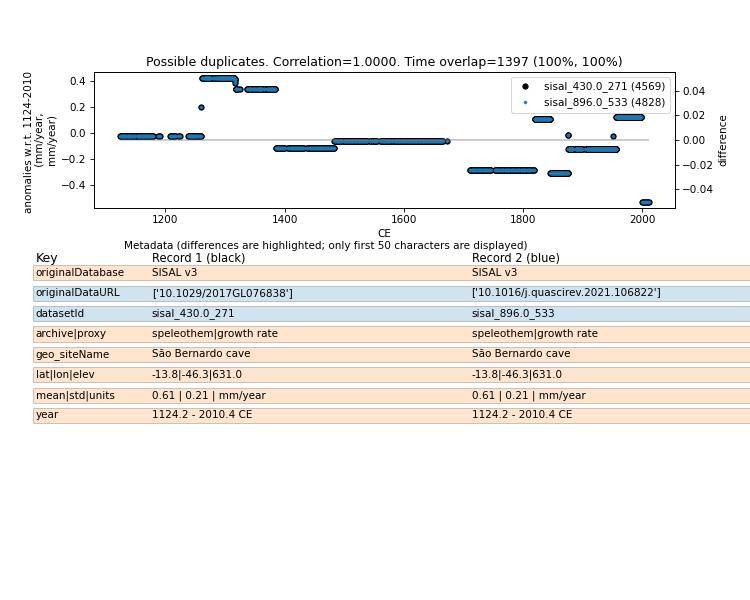 Possible duplicates. Correlation=1.0000. Time overlap=1397 (100%, 100%)
anomalies w.r.t. 1124-2010
(mm/year,
mm/year)
0.4
0.2
0.0
−0.2
−0.4
sisal_430.0_271 (4569)
sisal_896.0_533 (4828)
0.04
0.02
0.00
−0.02
−0.04
difference
1200 1400 1600 1800 2000
CE
Metadata (differences are highlighted; only first 50 characters are displayed)
Key Record 1 (black) Record 2 (blue)
originalDatabase SISAL v3 SISAL v3
originalDataURL ['10.1029/2017GL076838'] ['10.1016/j.quascirev.2021.106822']
datasetId sisal_430.0_271 sisal_896.0_533
archive|proxy speleothem|growth rate speleothem|growth rate
geo_siteName São Bernardo cave São Bernardo cave
lat|lon|elev -13.8|-46.3|631.0 -13.8|-46.3|631.0
mean|std|units 0.61 | 0.21 | mm/year 0.61 | 0.21 | mm/year
year 1124.2 - 2010.4 CE 1124.2 - 2010.4 CE